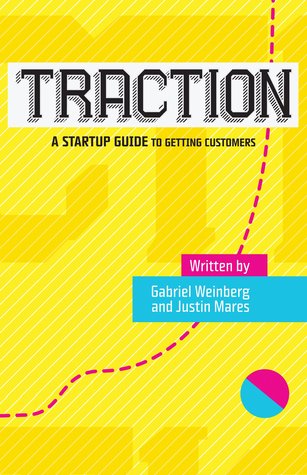 TRACTION
A STARTUP GUIDE TO GETTING CUSTOMERS
Written by
Gabriel Weinberg
and Justin Mares